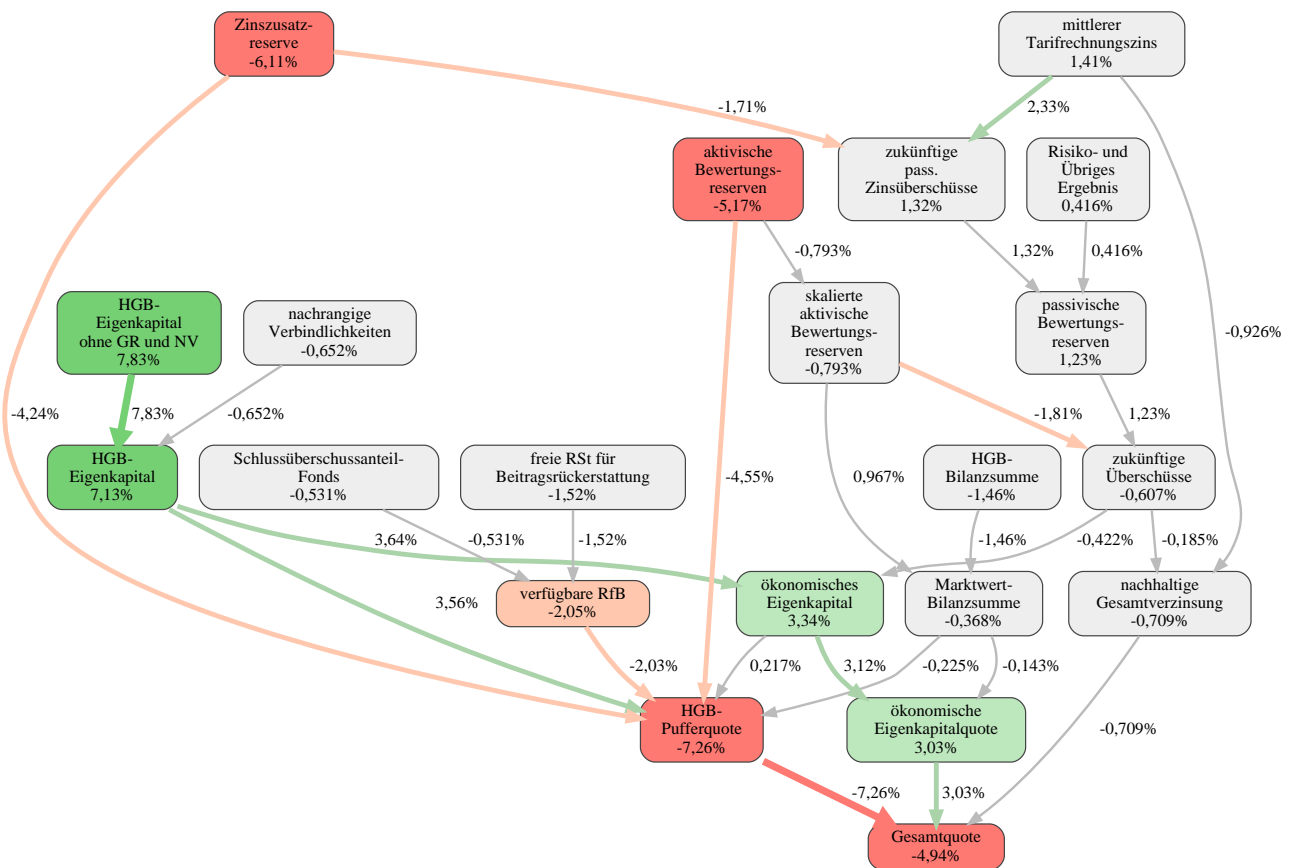 Zinszusatz-
reserve
-6,11%
mittlerer
Tarifrechnungszins
1,41%
-1,71%
2,33%
aktivische
Bewertungs-
reserven
-5,17%
zukünftige
pass.
Zinsüberschüsse
1,32%
Risiko- und
Übriges
Ergebnis
0,416%
-0,793%
1,32%
0,416%
HGB-
Eigenkapital
ohne GR und NV
7,83%
nachrangige
Verbindlichkeiten
-0,652%
skalierte
aktivische
Bewertungs-
reserven
-0,793%
passivische
Bewertungs-
reserven
1,23%
-0,926%
-4,24%
7,83%
-0,652%
-1,81%
1,23%
HGB-
Eigenkapital
7,13%
Schlussüberschussanteil-
Fonds
-0,531%
freie RSt für
Beitragsrückerstattung
-1,52%
-4,55%
0,967%
HGB-
Bilanzsumme
-1,46%
zukünftige
Überschüsse
-0,607%
3,64%
-0,531%
-1,52%
-1,46%
-0,422%
-0,185%
3,56%
verfügbare RfB
-2,05%
ökonomisches
Eigenkapital
3,34%
Marktwert-
Bilanzsumme
-0,368%
nachhaltige
Gesamtverzinsung
-0,709%
-2,03%
0,217%
3,12%
-0,225%
-0,143%
HGB-
Pufferquote
-7,26%
ökonomische
Eigenkapitalquote
3,03%
-0,709%
-7,26%
3,03%
Gesamtquote
-4,94%